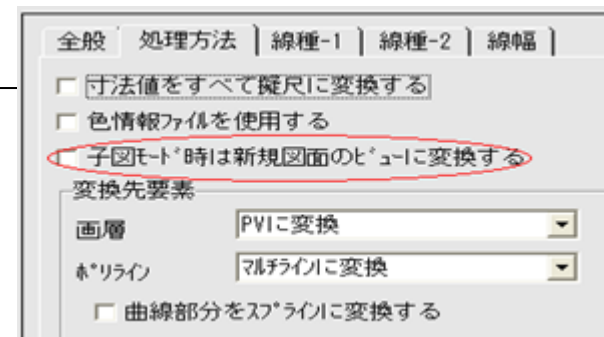 全般 処理方法 線種-1 線種-2 線幅
寸法値をすべて擬尺に変換する
色情報ファイルを使用する
子図モード時は新規図面のビューに変換する
変換先要素
画層 PVIに変換
ポリライン マルチラインに変換
曲線部分をスプラインに変換する